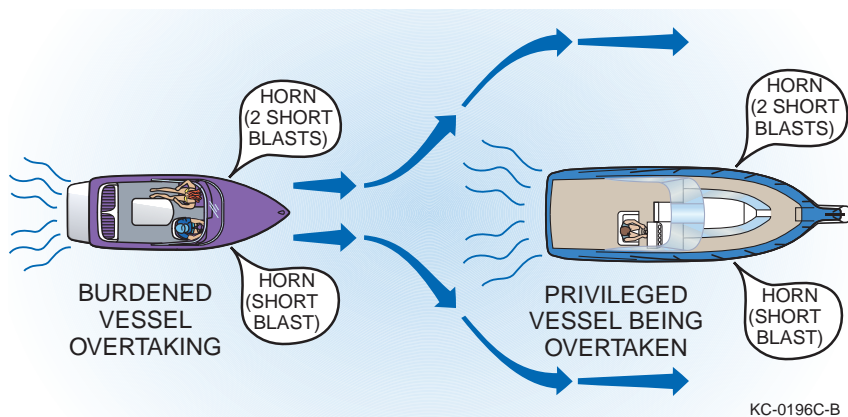 HORN
(2 SHORT
BLASTS)
HORN
(2 SHORT
BLASTS)
BURDENED
VESSEL
OVERTAKING
HORN
(SHORT
BLAST)
PRIVILEGED
VESSEL BEING
OVERTAKEN
HORN
(SHORT
BLAST)
KC-0196C-B